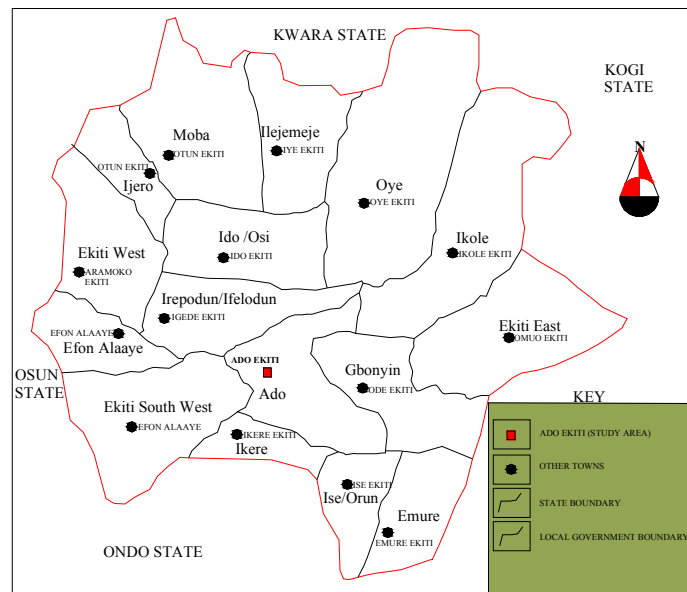 KWARA STATE
KOGI
STATE
N
Moba
OTUN EKITI
Ilejemeje
IYE EKITI
OTUN EKITI
Ijero
Oye
OYE EKITI
Ido /Osi
IDO EKITI
Ikole
IKOLE EKITI
Ekiti West
ARAMOKO
EKITI
Irepodun/Ifelodun
IGEDE EKITI
EFON ALAAYE
Efon Alaaye
Ekiti East
OMUO EKITI
ADO EKITI
Ado
Gbonyin
ODE EKITI
OSUN
STATE
Ekiti South West
EFON ALAAYE
IKERE EKITI
Ikere
ISE EKITI
Ise/Orun
Emure
EMURE EKITI
ONDO STATE
KEY
ADO EKITI (STUDY AREA)
OTHER TOWNS
STATE BOUNDARY
LOCAL GOVERNMENT BOUNDARY